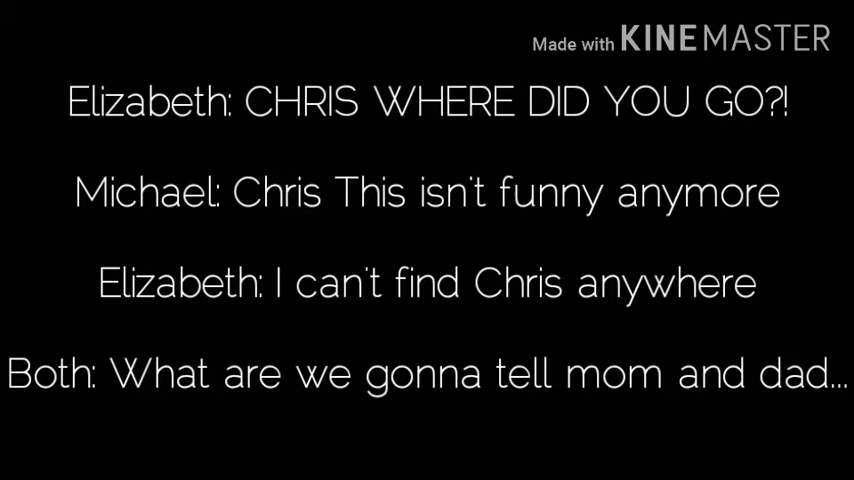 Made with KINEMASTER
Elizabeth: CHRIS WHERE DID YOU GO?!
Michael: Chris This isn't funny anymore
Elizabeth: I can't find Chris anywhere
Both: What are we gonna tell mom and dad...